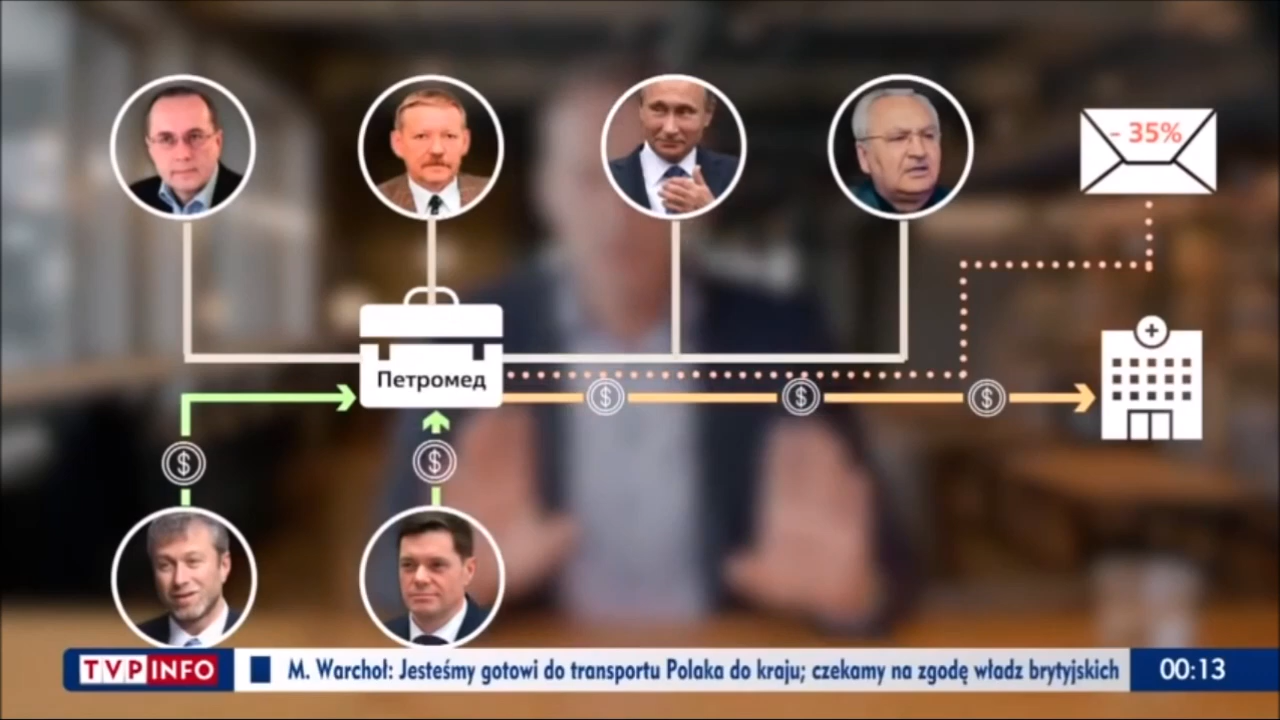 - 35%
Петромед
$ $ $
$ $
TVP INFO M. Warchoł: Jesteśmy gotowi do transportu Polaka do kraju; czekamy na zgodę władz brytyjskich 00:13